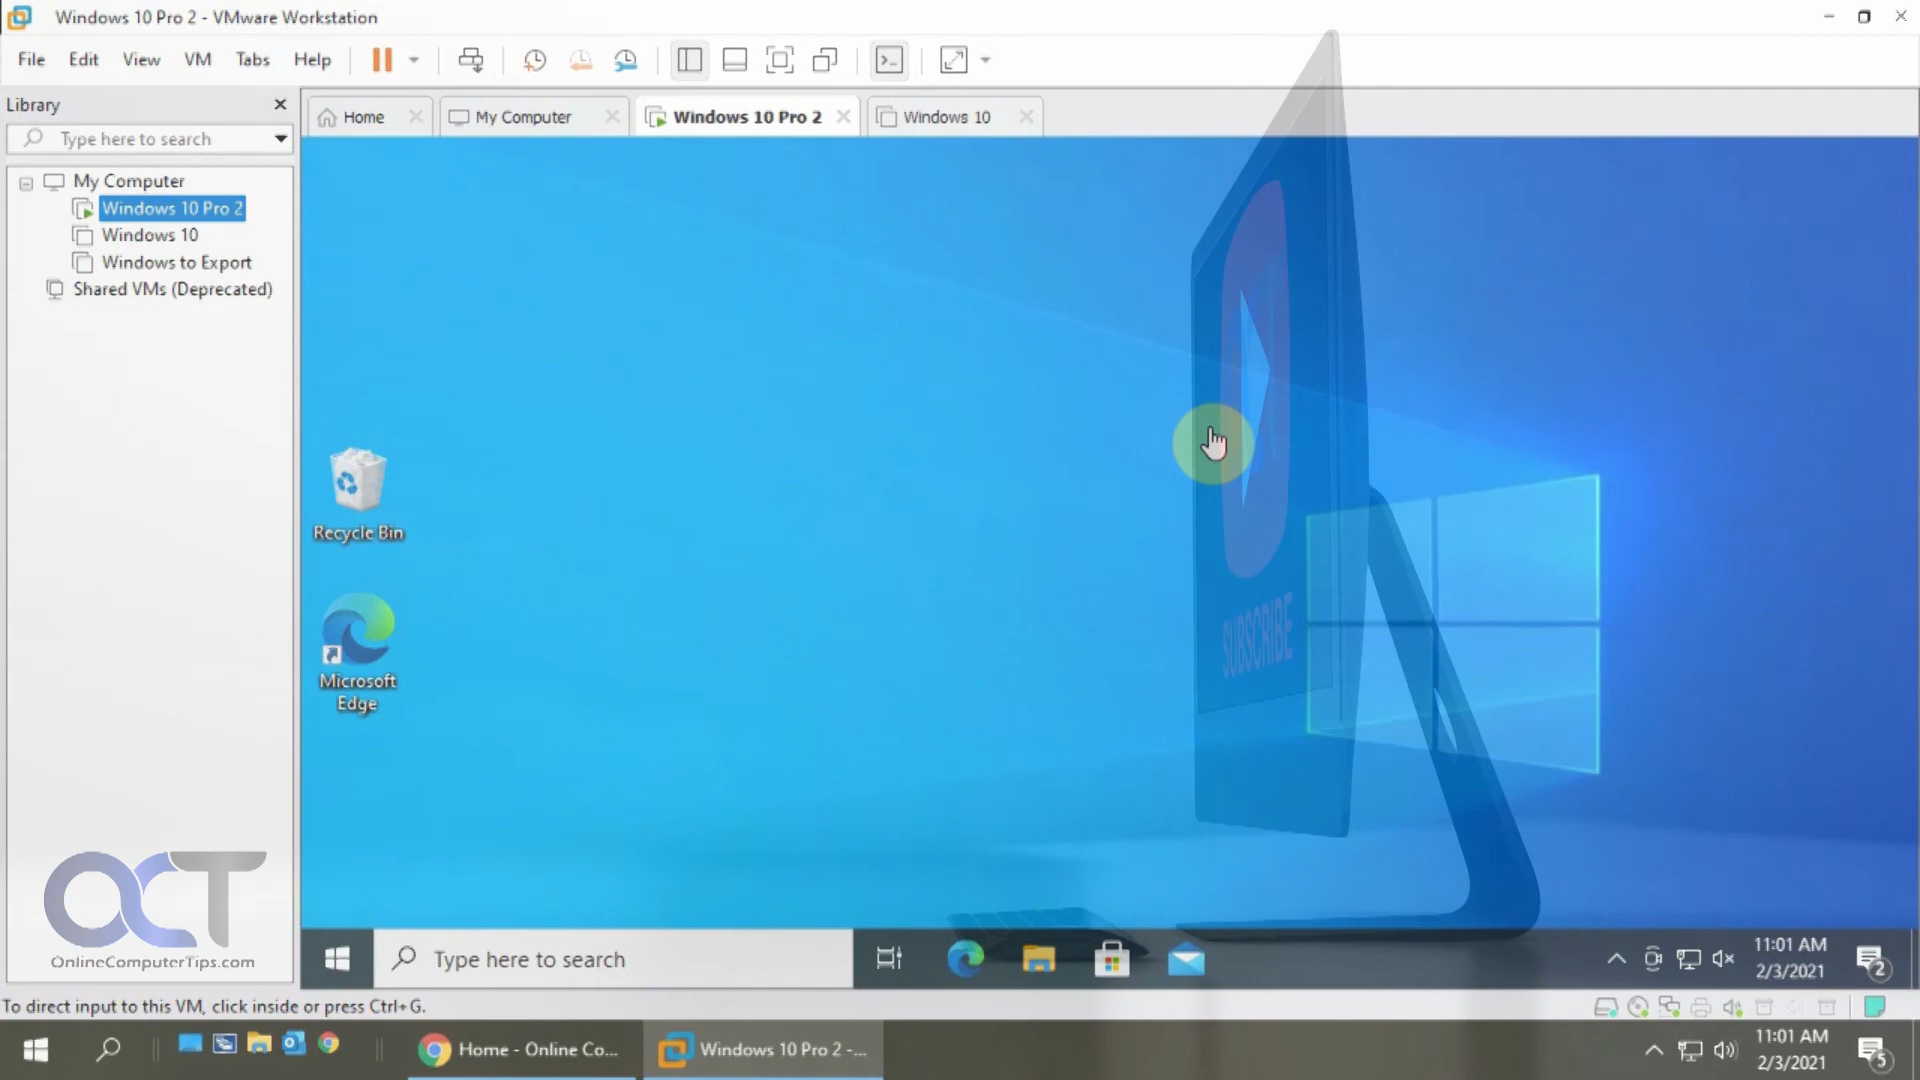 Windows 10 Pro 2 - VMware Workstation
File Edit View VM Tabs Help
Library
Home
My Computer
Windows 10 Pro 2
Windows 10
Type here to search
My Computer
Windows 10 Pro 2
Windows 10
Windows to Export
Shared VMs (Deprecated)
Recycle Bin
Microsoft
Edge
SUBSCRIBE
OCT
OnlineComputerTips.com
Type here to search
11:01 AM
2/3/2021
2
To direct input to this VM, click inside or press Ctrl+G.
Home - Online Co...
Windows 10 Pro 2 -...
11:01 AM
2/3/2021
5